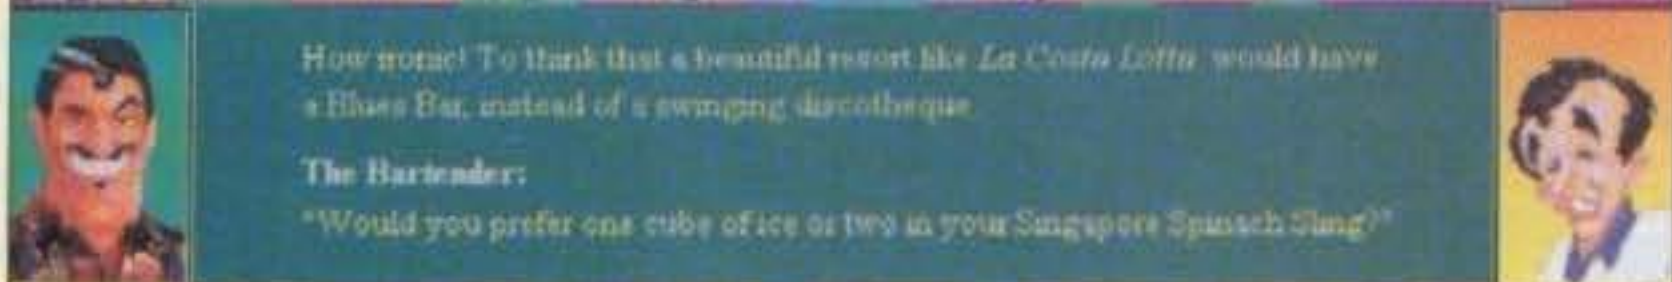 How ironic! To think that a beautiful resort like La Costa Lotta would have
a Blues Bar, instead of a swinging discotheque
The Bartender:
"Would you prefer one cube of ice or two in your Singapore Spinach Sling?"